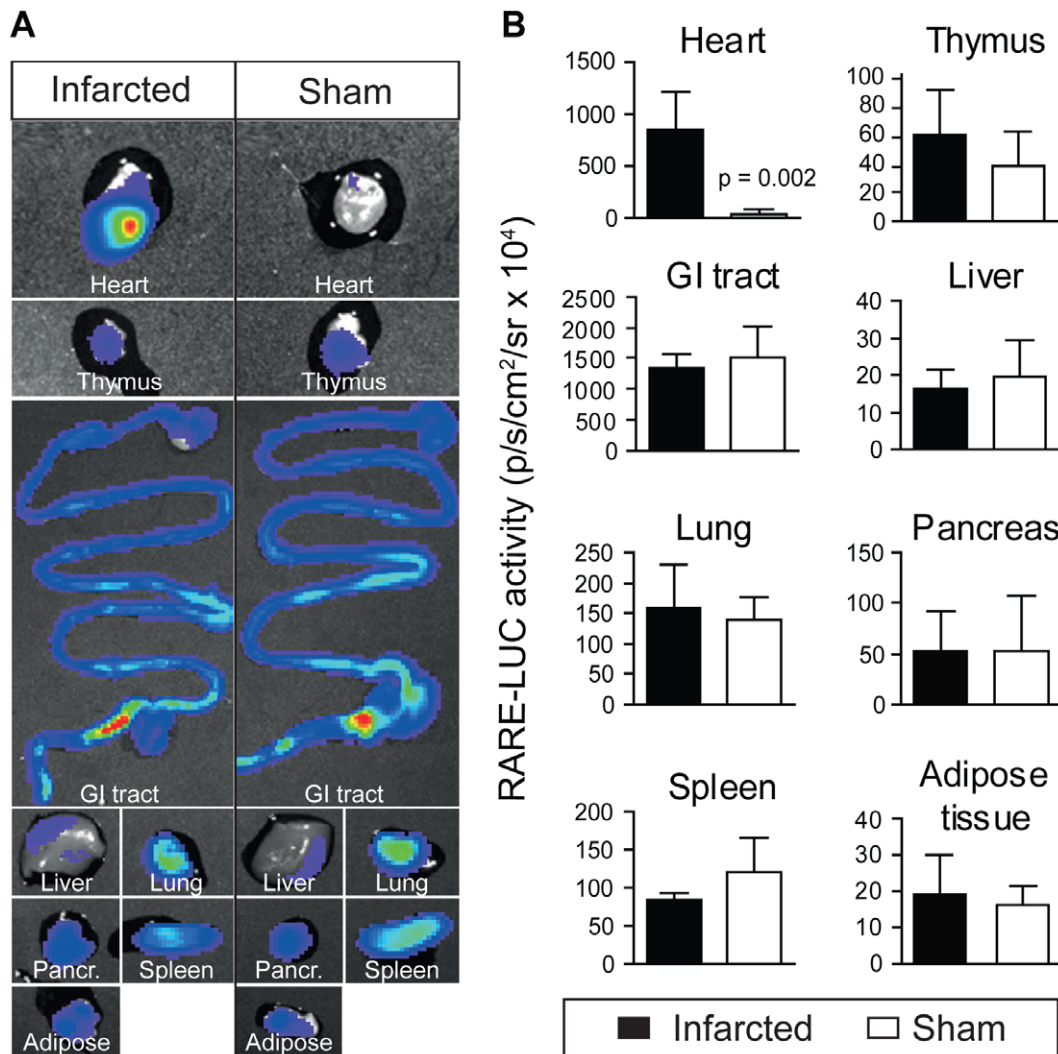 A
Infarcted Sham
Heart Heart
Thymus Thymus
GI tract GI tract
Liver Lung Liver Lung
Pancr. Spleen Pancr. Spleen
Adipose Adipose
B
RARE-LUC activity (p/s/cm²/sr x 10⁴)
Heart
1500
1000
500
0
p = 0.002
Thymus
100
80
60
40
20
0
GI tract
2500
2000
1500
1000
500
0
Liver
40
30
20
10
0
Lung
250
200
150
100
50
0
Pancreas
150
100
50
0
Spleen
200
150
100
50
0
Adipose
tissue
40
30
20
10
0
Infarcted Sham